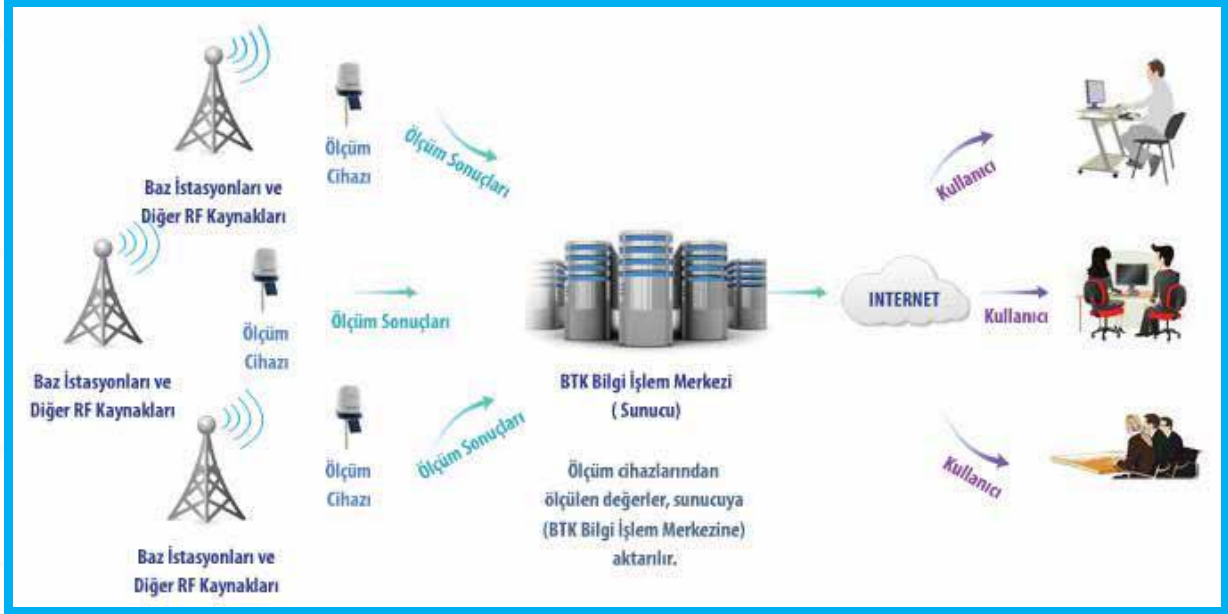 Ölçüm
Cihazı
Ölçüm Sonuçları
Baz İstasyonları ve
Diğer RF Kaynakları
Ölçüm
Cihazı
Ölçüm Sonuçları
Baz İstasyonları ve
Diğer RF Kaynakları
Ölçüm
Cihazı
Ölçüm Sonuçları
Baz İstasyonları ve
Diğer RF Kaynakları
BTK Bilgi İşlem Merkezi
( Sunucu)
Ölçüm cihazlarından
ölçülen değerler, sunucuya
(BTK Bilgi İşlem Merkezine)
aktarılır.
INTERNET
Kullanıcı
Kullanıcı
Kullanıcı